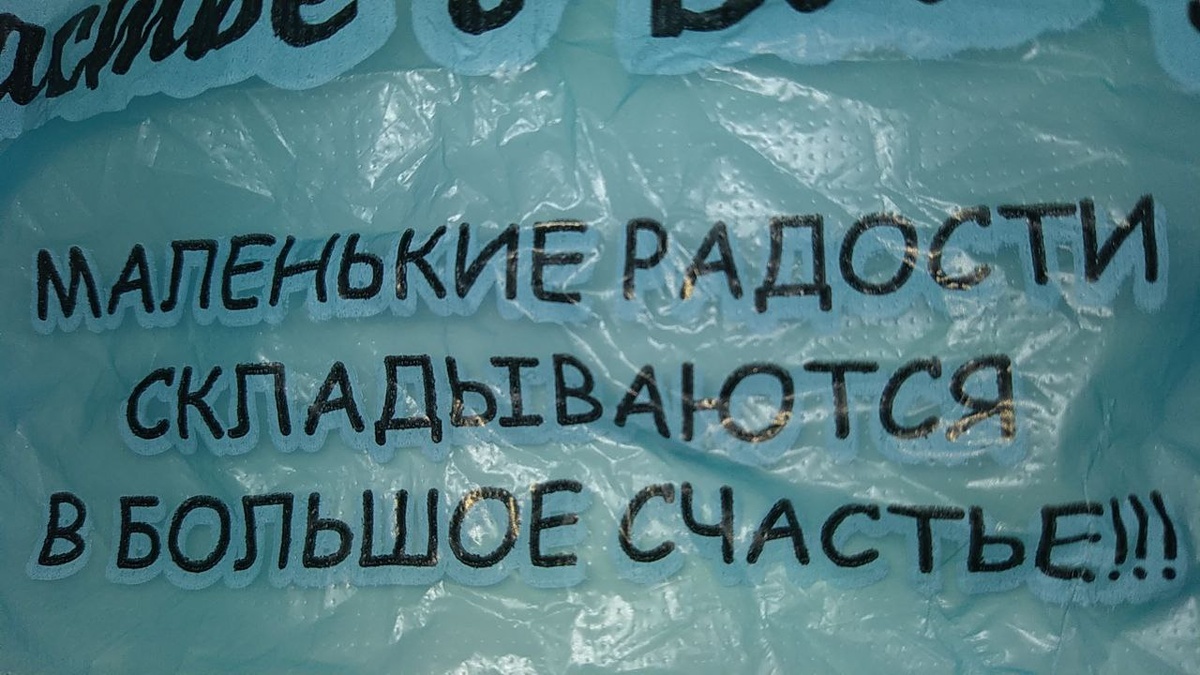 МАЛЕНЬКИЕ РАДОСТИ
СКЛАДЫВАЮТСЯ
В БОЛЬШОЕ СЧАСТЬЕ!!!